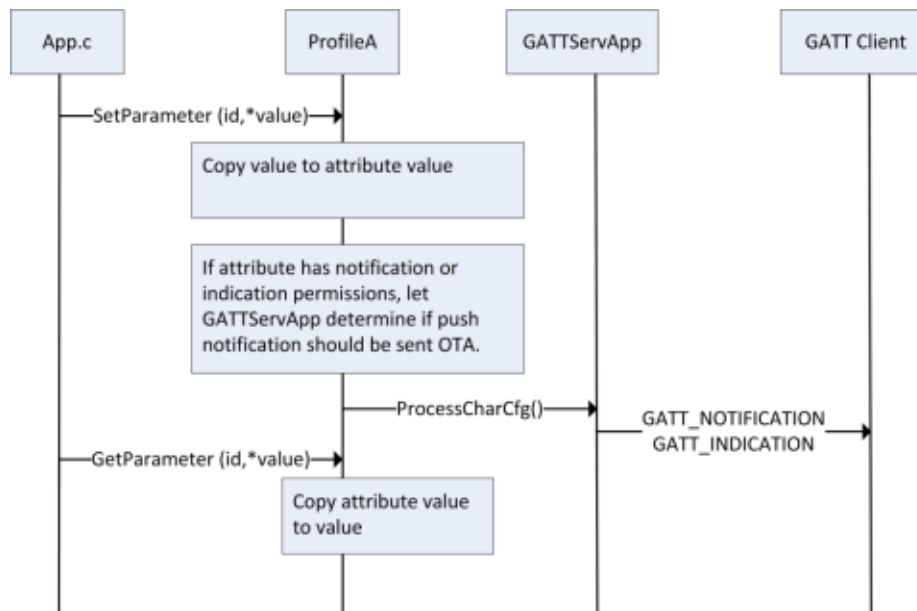 App.c
ProfileA
GATTServApp
GATT Client
SetParameter (id,*value)
Copy value to attribute value
If attribute has notification or
indication permissions, let
GATTServApp determine if push
notification should be sent OTA.
ProcessCharCfg()
GATT_NOTIFICATION
GATT_INDICATION
GetParameter (id,*value)
Copy attribute value
to value